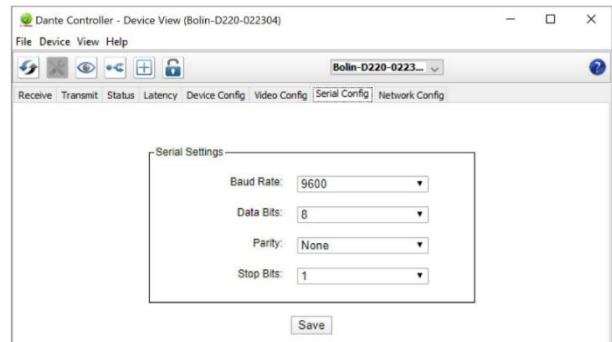 Dante Controller - Device View (Bolin-D220-022304)
File Device View Help
Bolin-D220-0223...
Receive Transmit Status Latency Device Config Video Config Serial Config Network Config
Serial Settings
Baud Rate: 9600
Data Bits: 8
Parity: None
Stop Bits: 1
Save